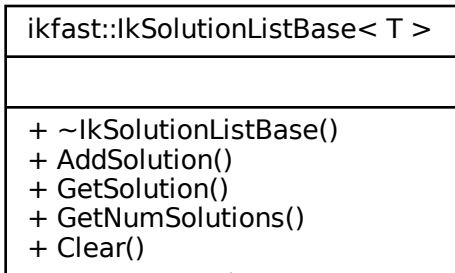 ikfast::IkSolutionListBase< T >
+ ~IkSolutionListBase()
+ AddSolution()
+ GetSolution()
+ GetNumSolutions()
+ Clear()